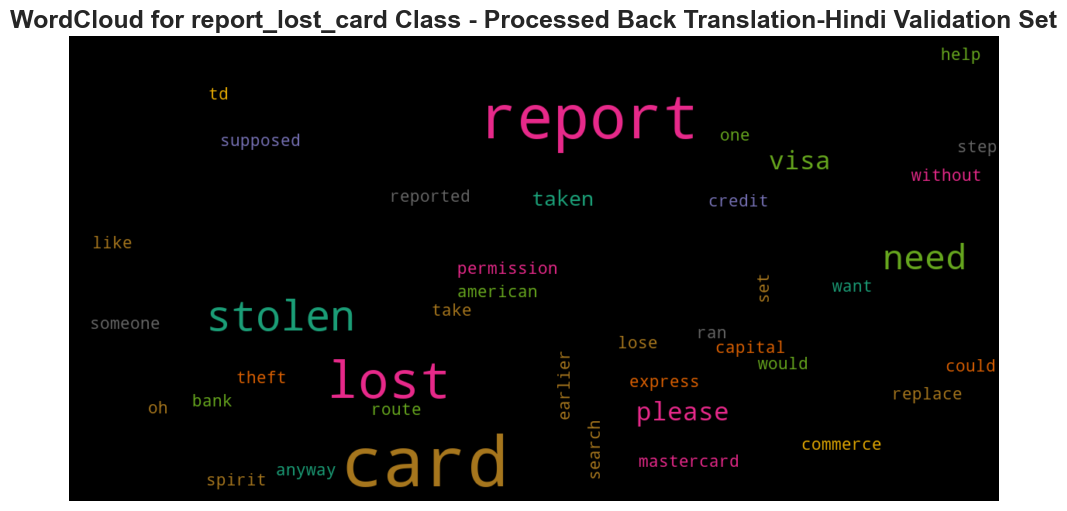 WordCloud for report_lost_card Class - Processed Back Translation-Hindi Validation Set
help
td
report
one
supposed
step
visa
without
reported
taken
credit
like
need
permission
set
want
american
take
stolen
someone
ran
lose
capital
would
lost
theft
earlier
express
could
replace
bank
oh
route
please
search
commerce
card
mastercard
anyway
spirit